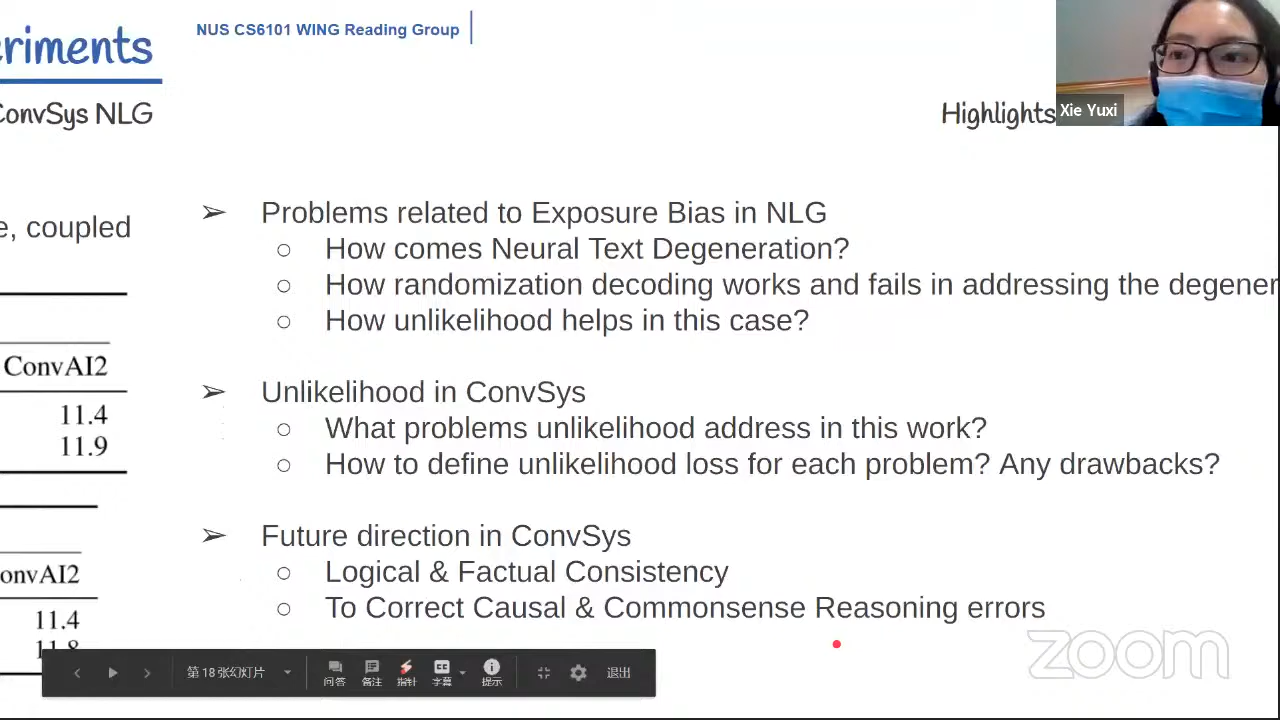 eriments
NUS CS6101 WING Reading Group
ConvSys NLG
Highlights
Xie Yuxi
e, coupled
ConvAI2
11.4
11.9
onvAI2
11.4
11.8
➢ Problems related to Exposure Bias in NLG
○ How comes Neural Text Degeneration?
○ How randomization decoding works and fails in addressing the degener
○ How unlikelihood helps in this case?
➢ Unlikelihood in ConvSys
○ What problems unlikelihood address in this work?
○ How to define unlikelihood loss for each problem? Any drawbacks?
➢ Future direction in ConvSys
○ Logical & Factual Consistency
○ To Correct Causal & Commonsense Reasoning errors
第 18 张幻灯片
问答 备注 指针 字幕 提示 退出
zoom